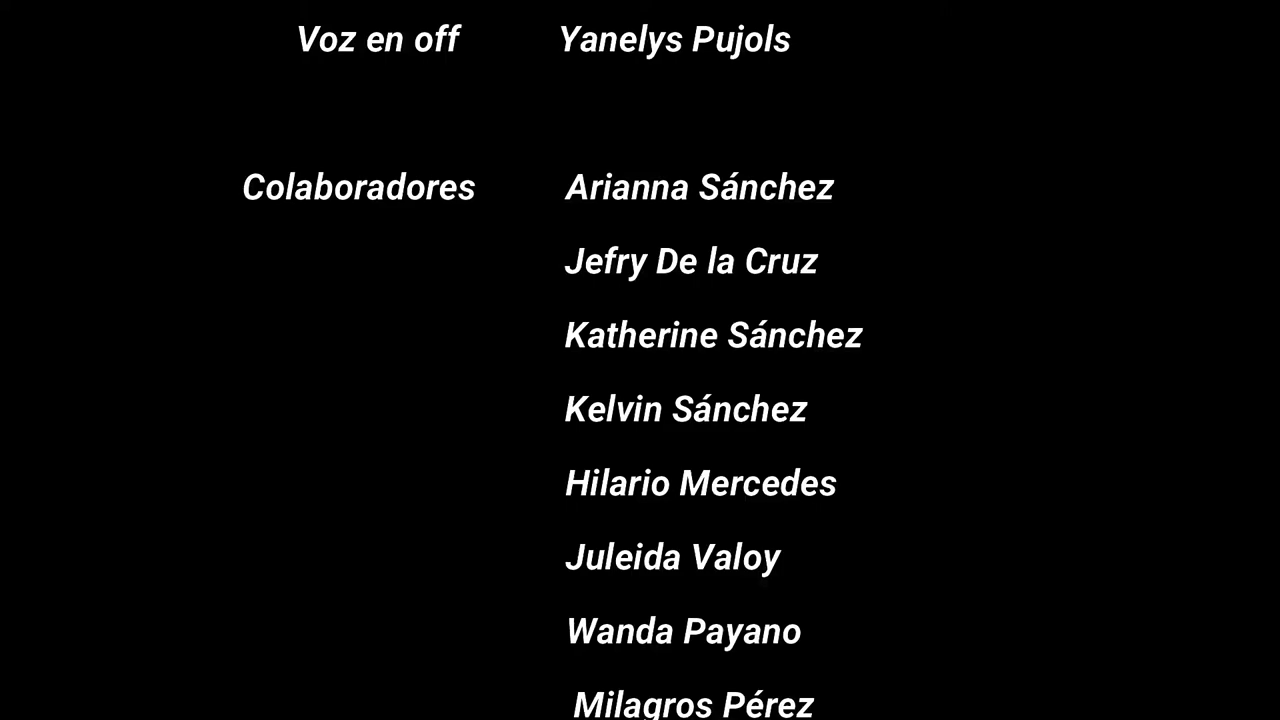 Voz en off Yanelys Pujols
Colaboradores Arianna Sánchez
Jefry De la Cruz
Katherine Sánchez
Kelvin Sánchez
Hilario Mercedes
Juleida Valoy
Wanda Payano
Milagros Pérez